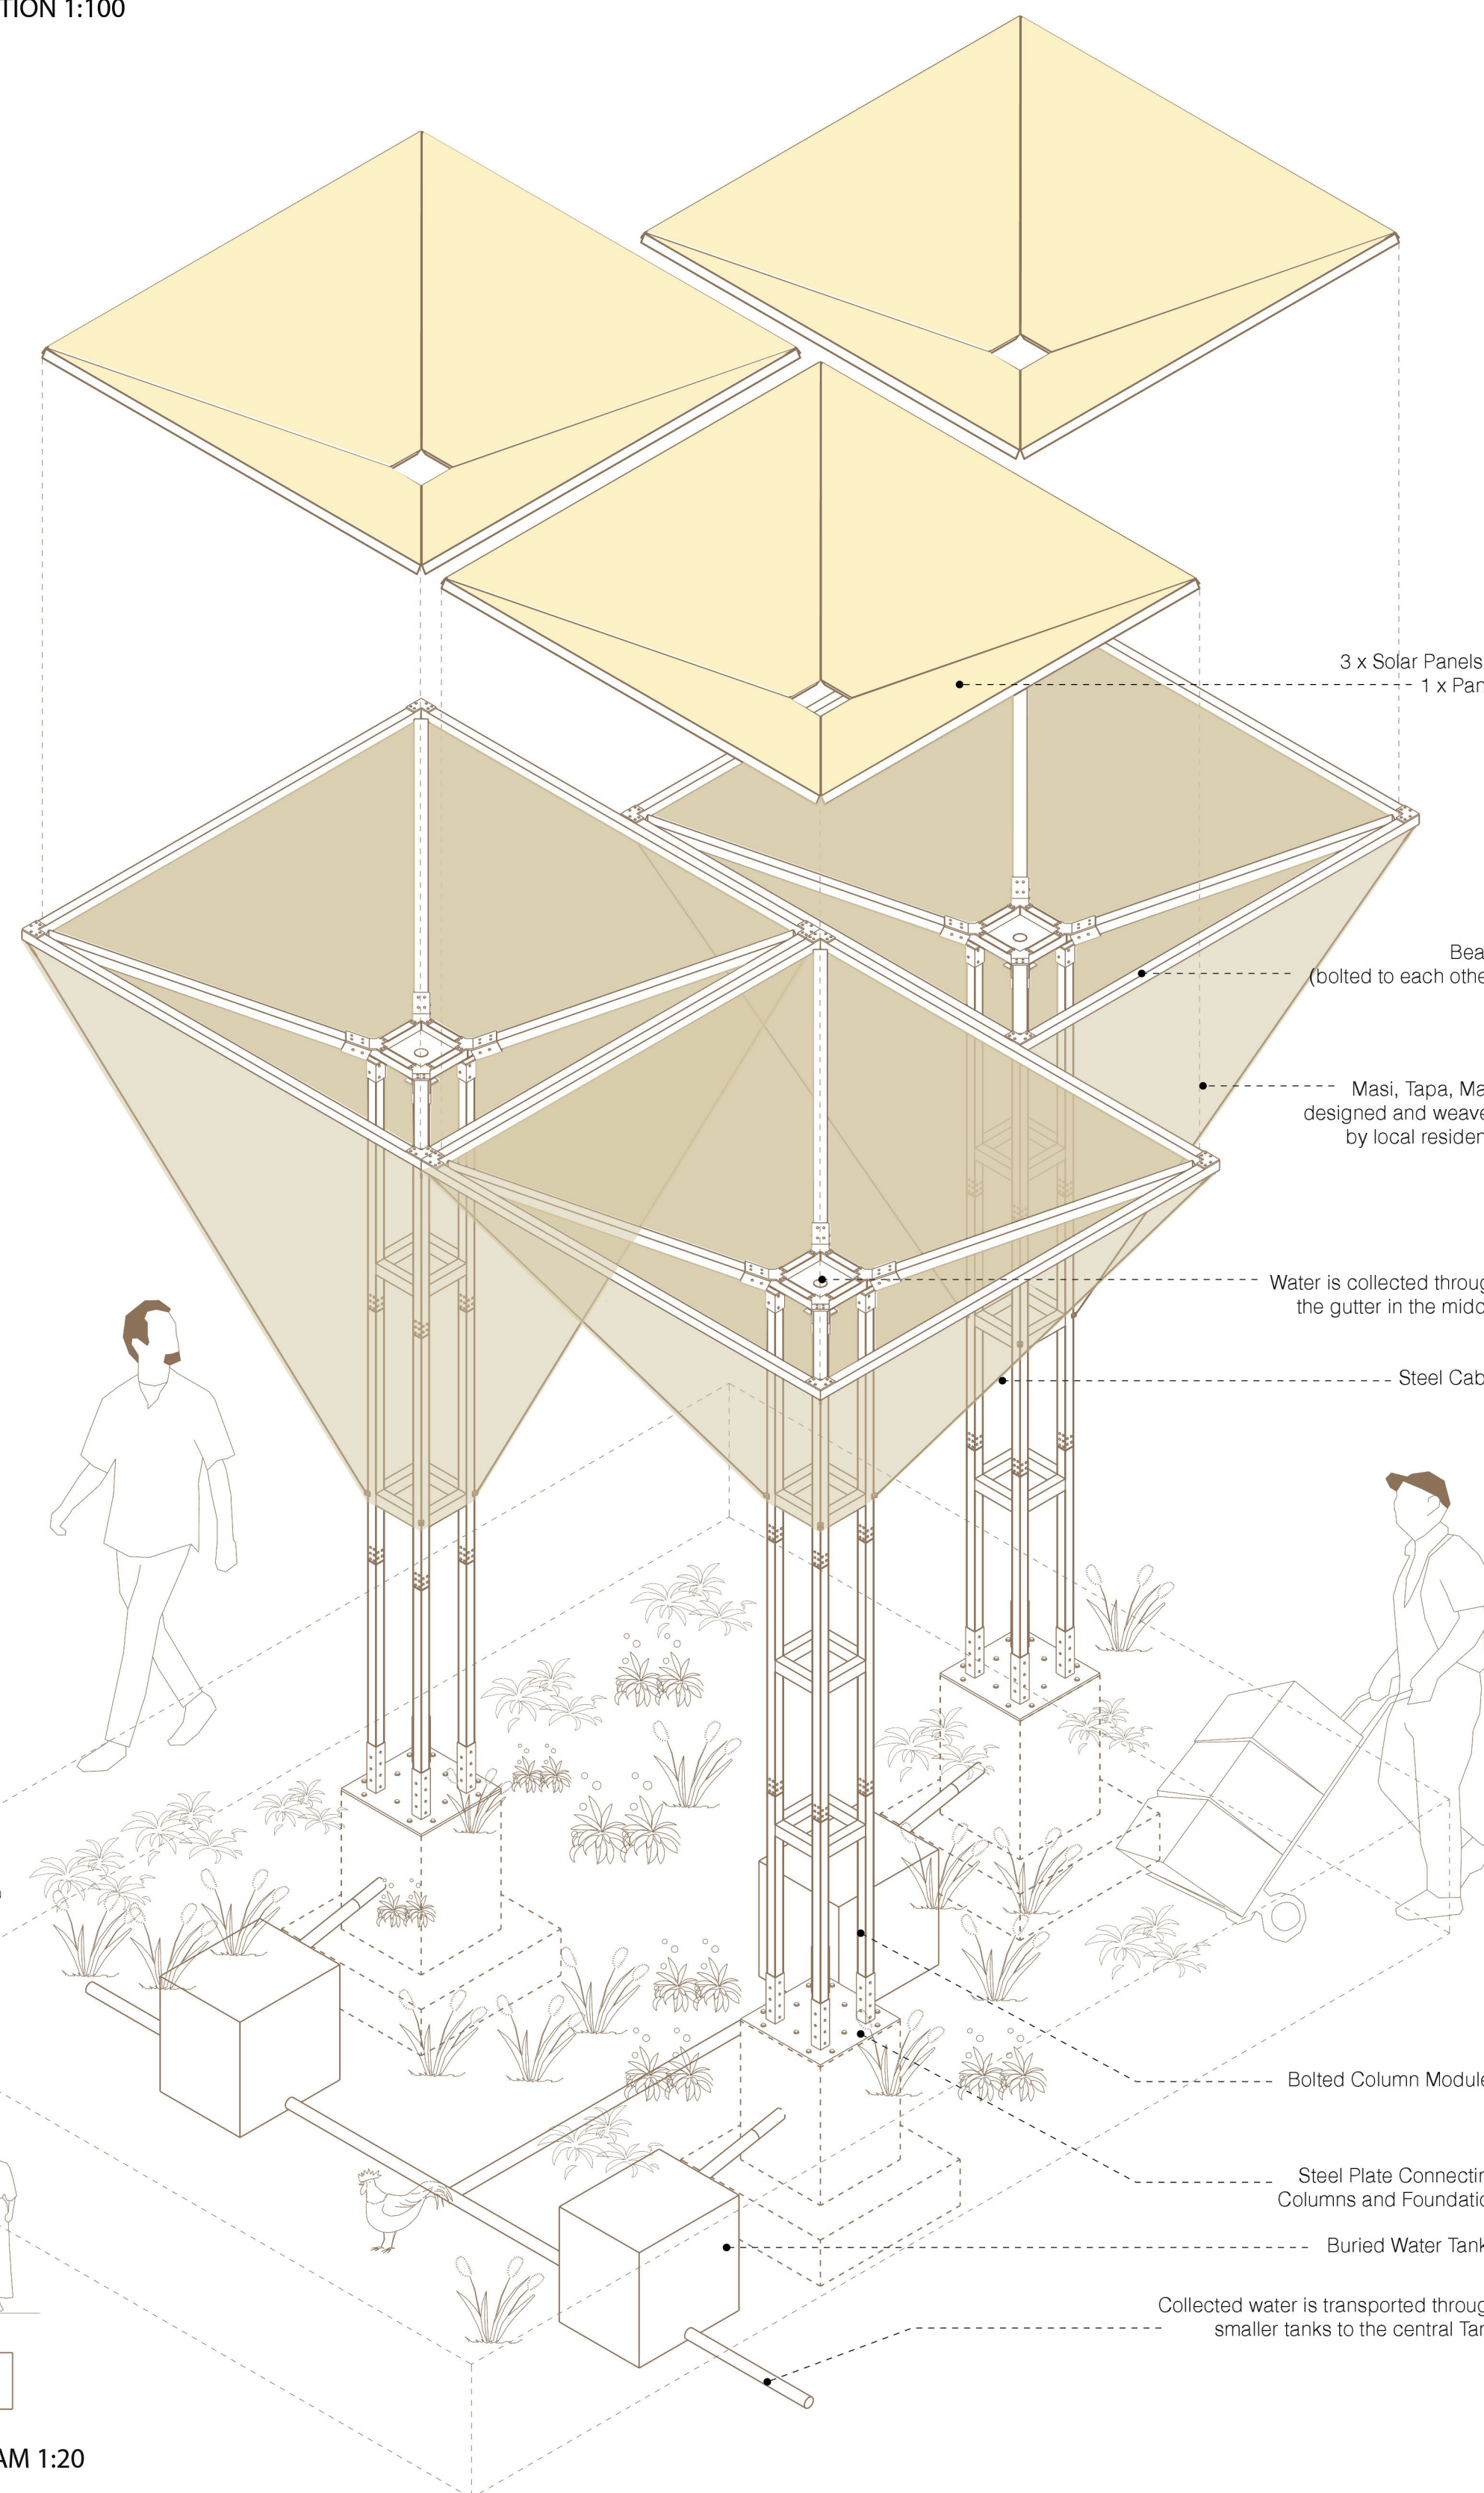 TION 1:100
3 x Solar Panels
1 x Pan
Bea
(bolted to each othe
Masi, Tapa, Ma
designed and weave
by local residen
Water is collected throug
the gutter in the midd
Steel Cab
Bolted Column Module
Steel Plate Connectin
Columns and Foundatio
Buried Water Tank
Collected water is transported throug
smaller tanks to the central Tan
AM 1:20